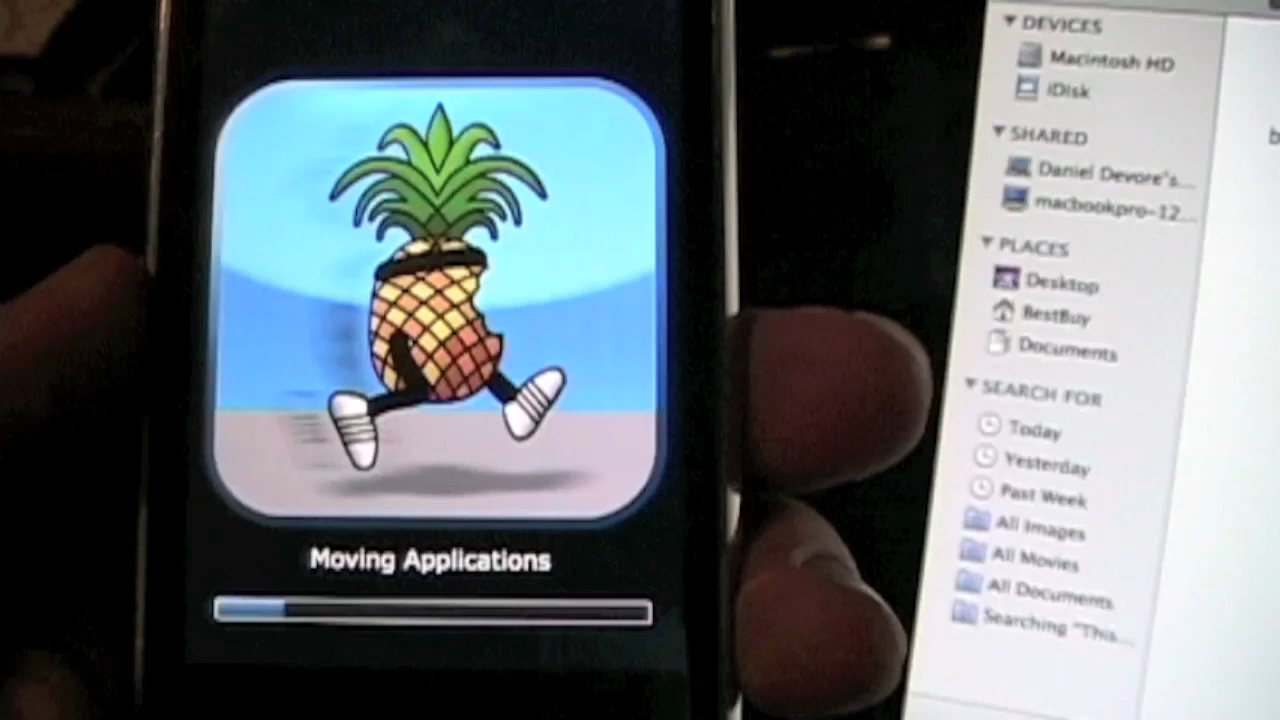 Moving Applications
DEVICES
Macintosh HD
iDisk
SHARED
Daniel Devore's...
macbookpro-12...
PLACES
Desktop
BestBuy
Documents
SEARCH FOR
Today
Yesterday
Past Week
All Images
All Movies
All Documents
Searching "This...
b